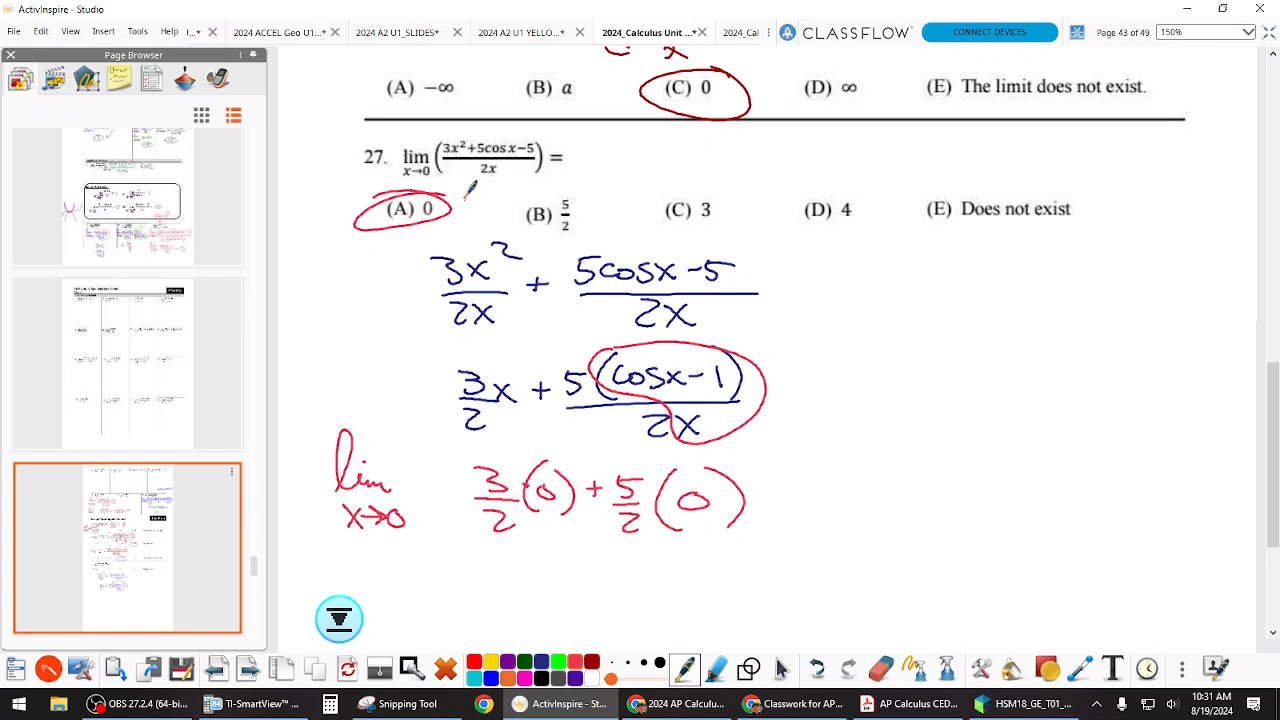 ActivInspire - Studio
File Edit View Insert Tools Help
2024 ACCEL Geome...* 2024 A2 U1_SLIDES* 2024 A2 U1 YELLO...* 2024_Calculus Unit ...* 2024_Cal CLASSFLOW CONNECT DEVICES Page 43 of 49 150%
Page Browser
x
(A) −∞ (B) a (C) 0 (D) ∞ (E) The limit does not exist.
27. lim x→0 (3x²+5cos x−5 / 2x) =
(A) 0 (B) 5/2 (C) 3 (D) 4 (E) Does not exist
3x²/2x + 5cosx-5/2x
3/2 x + 5(cosx-1)/2x
lim x→0 3/2 (0) + 5/2 (0)
OBS 27.2.4 (64-bi... TI-SmartView™ ... Snipping Tool ActivInspire - St... 2024 AP Calculus ... Classwork for AP... AP Calculus CED... HSM18_GE_T01_... 10:31 AM
8/19/2024